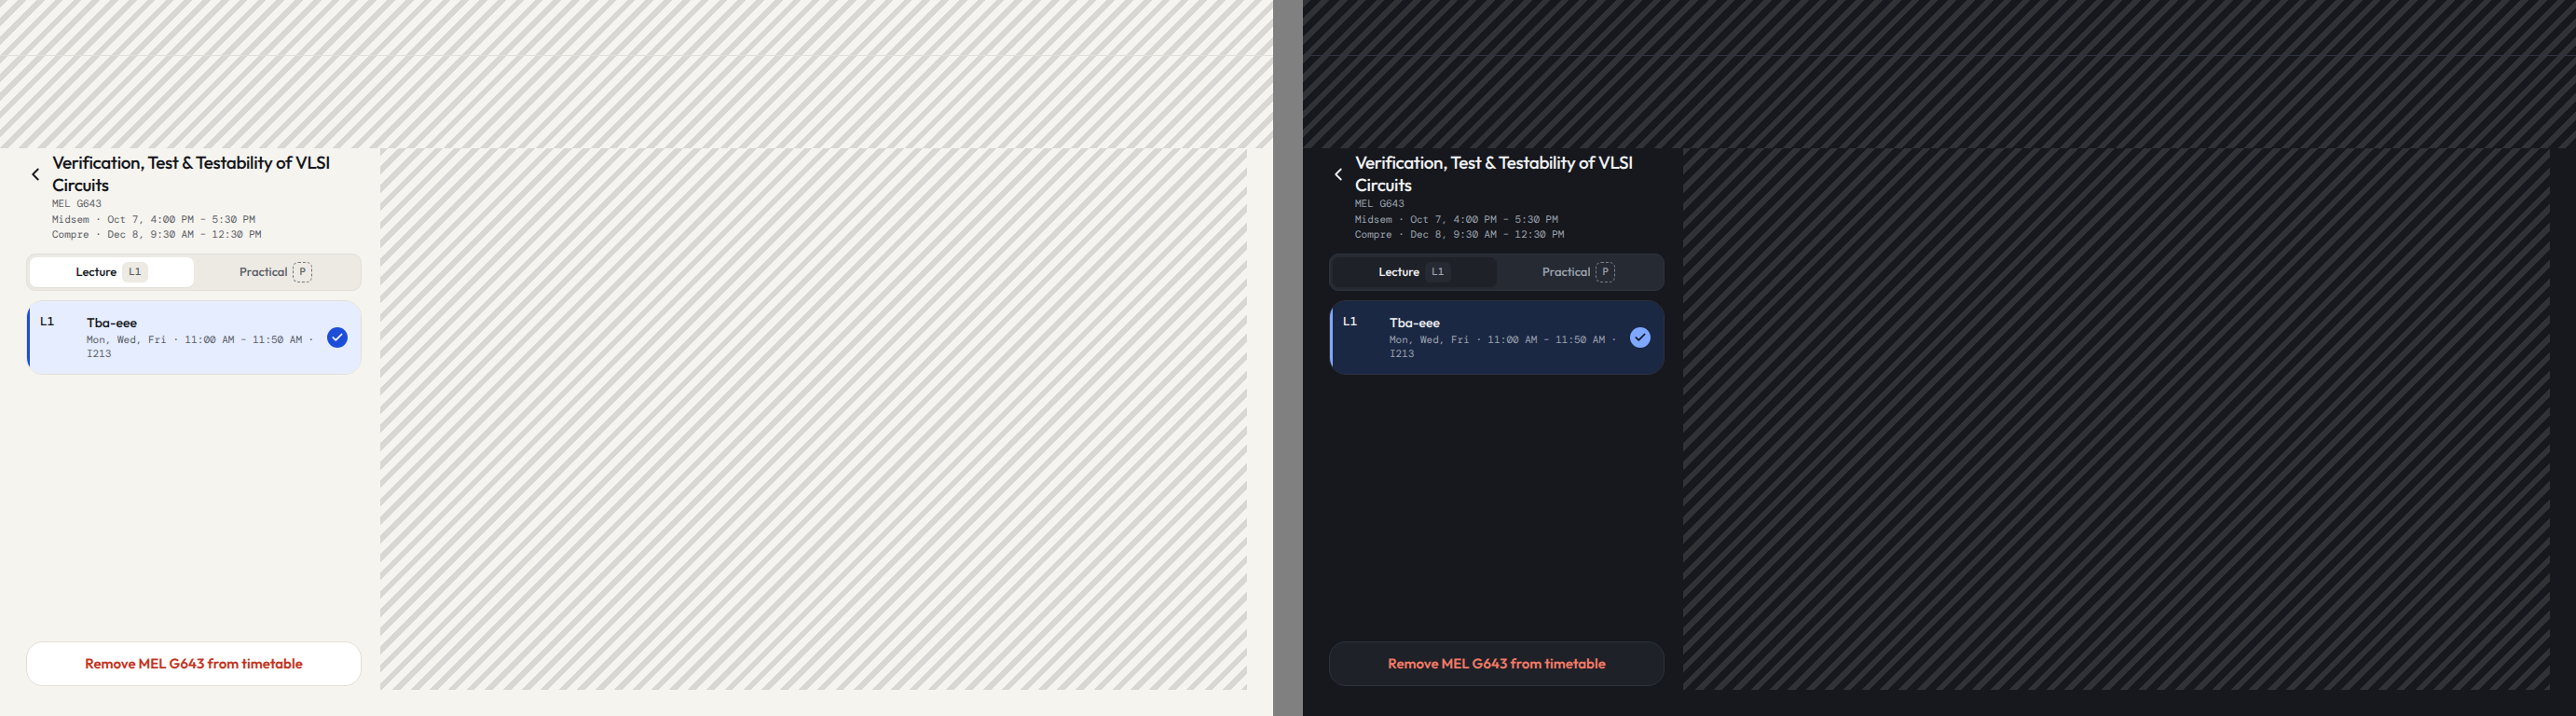 Verification, Test & Testability of VLSI
Circuits
MEL G643
Midsem · Oct 7, 4:00 PM – 5:30 PM
Compre · Dec 8, 9:30 AM – 12:30 PM
Lecture L1 Practical P
L1 Tba-eee
Mon, Wed, Fri · 11:00 AM – 11:50 AM ·
I213
Remove MEL G643 from timetable
Verification, Test & Testability of VLSI
Circuits
MEL G643
Midsem · Oct 7, 4:00 PM – 5:30 PM
Compre · Dec 8, 9:30 AM – 12:30 PM
Lecture L1 Practical P
L1 Tba-eee
Mon, Wed, Fri · 11:00 AM – 11:50 AM ·
I213
Remove MEL G643 from timetable